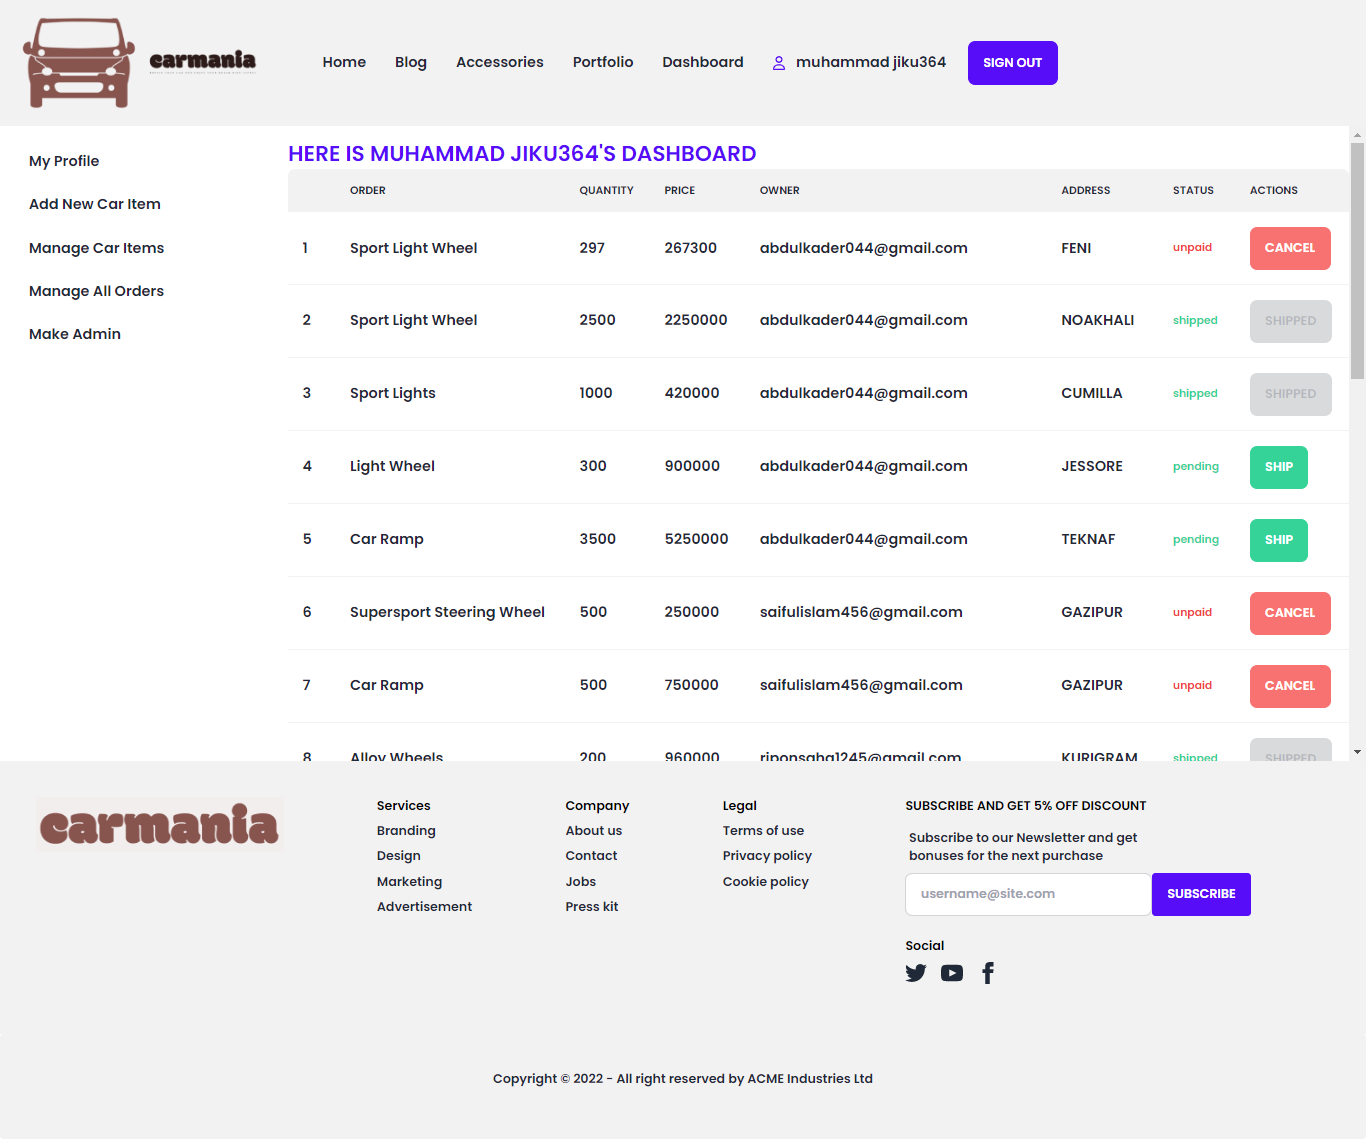 carmania
Home Blog Accessories Portfolio Dashboard muhammad jiku364 SIGN OUT
My Profile
Add New Car Item
Manage Car Items
Manage All Orders
Make Admin
HERE IS MUHAMMAD JIKU364'S DASHBOARD
ORDER QUANTITY PRICE OWNER ADDRESS STATUS ACTIONS
1 Sport Light Wheel 297 267300 abdulkader044@gmail.com FENI unpaid CANCEL
2 Sport Light Wheel 2500 2250000 abdulkader044@gmail.com NOAKHALI shipped SHIPPED
3 Sport Lights 1000 420000 abdulkader044@gmail.com CUMILLA shipped SHIPPED
4 Light Wheel 300 900000 abdulkader044@gmail.com JESSORE pending SHIP
5 Car Ramp 3500 5250000 abdulkader044@gmail.com TEKNAF pending SHIP
6 Supersport Steering Wheel 500 250000 saifulislam456@gmail.com GAZIPUR unpaid CANCEL
7 Car Ramp 500 750000 saifulislam456@gmail.com GAZIPUR unpaid CANCEL
8 Alloy Wheels 200 960000 riponsaha1245@gmail.com KURIGRAM shipped SHIPPED
carmania
Services
Branding
Design
Marketing
Advertisement
Company
About us
Contact
Jobs
Press kit
Legal
Terms of use
Privacy policy
Cookie policy
SUBSCRIBE AND GET 5% OFF DISCOUNT
Subscribe to our Newsletter and get
bonuses for the next purchase
username@site.com SUBSCRIBE
Social
Copyright © 2022 - All right reserved by ACME Industries Ltd